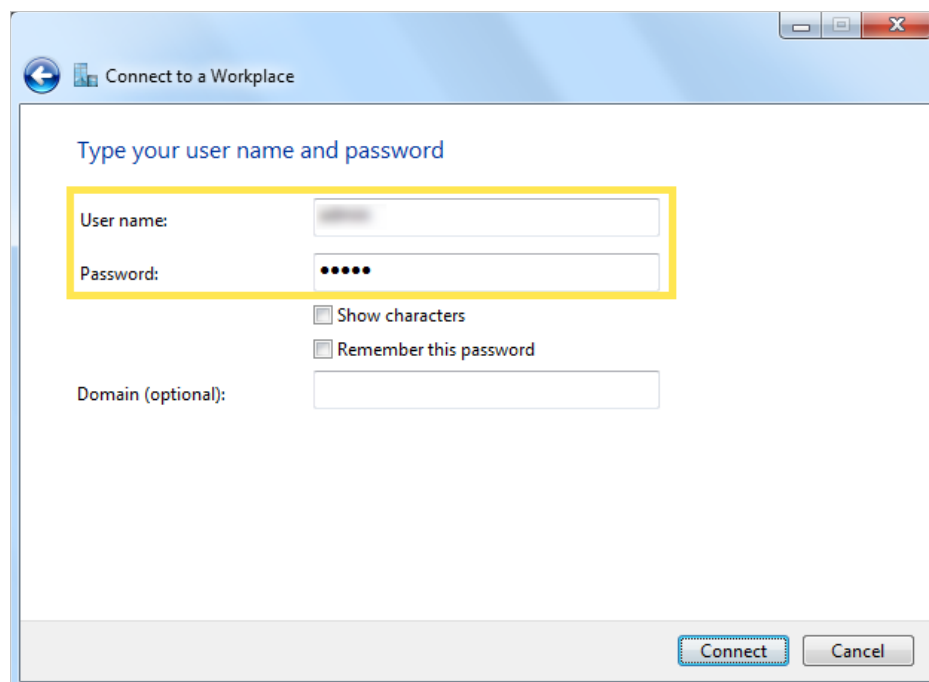 Connect to a Workplace
Type your user name and password
User name:
Password: •••••
Show characters
Remember this password
Domain (optional):
Connect Cancel